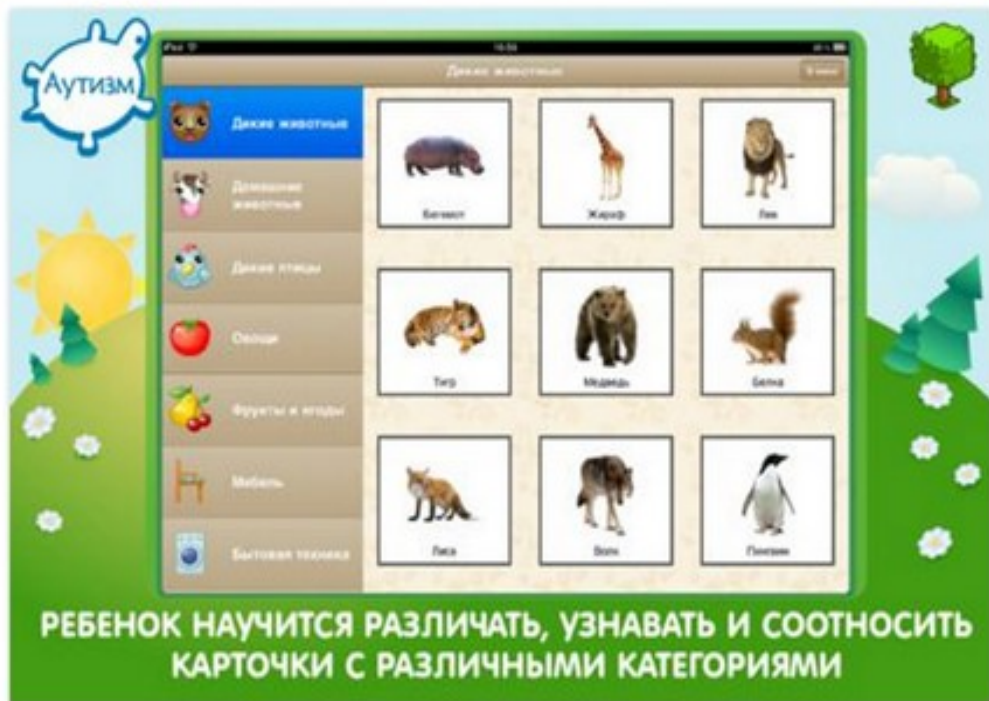 Аутизм
iPad
Дикие животные
Дикие животные
Домашние
животные
Дикие птицы
Овощи
Фрукты и ягоды
Мебель
Бытовая техника
Бегемот
Жираф
Лев
Тигр
Медведь
Белка
Лиса
Волк
Пингвин
РЕБЕНОК НАУЧИТСЯ РАЗЛИЧАТЬ, УЗНАВАТЬ И СООТНОСИТЬ
КАРТОЧКИ С РАЗЛИЧНЫМИ КАТЕГОРИЯМИ